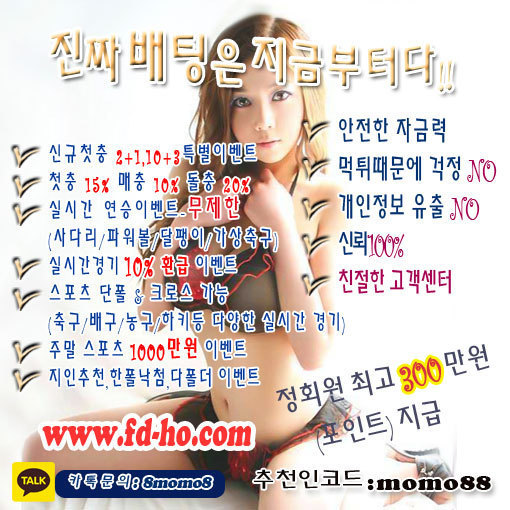 진짜 배팅은 지금부터다!!
신규첫충 2+1,10+3특별이벤트
첫충 15% 매충 10% 돌충 20%
실시간 연승이벤트-무제한
(사다리/파워볼/달팽이/가상축구)
실시간경기 10% 환급 이벤트
스포츠 단폴 & 크로스 가능
(축구/배구/농구/하키등 다양한 실시간 경기)
주말 스포츠 1000만원 이벤트
지인추천,한폴낙첨,다폴더 이벤트
안전한 자금력
먹튀때문에 걱정 NO
개인정보 유출 NO
신뢰100%
친절한 고객센터
정회원 최고 300만원
(포인트) 지급
www.fd-ho.com
TALK
카톡문의: 8momo8
추천인코드:momo88